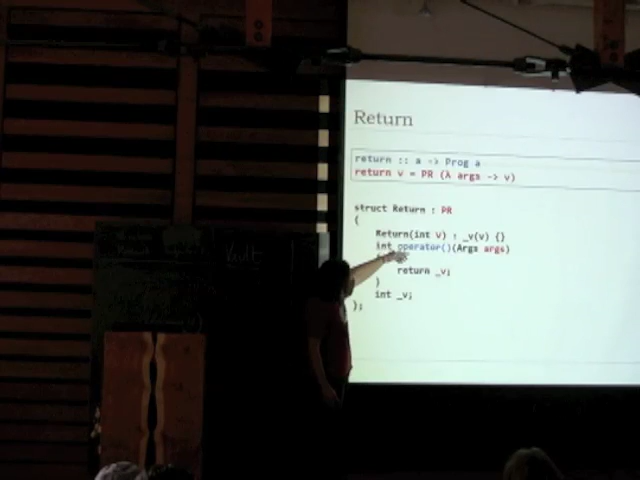 Return
return :: a -> Prog a
return v = PR (λ args -> v)
struct Return : PR
{
Return(int v) : _v(v) {}
int operator()(Args args)
return _v;
}
int _v;
};
Vault